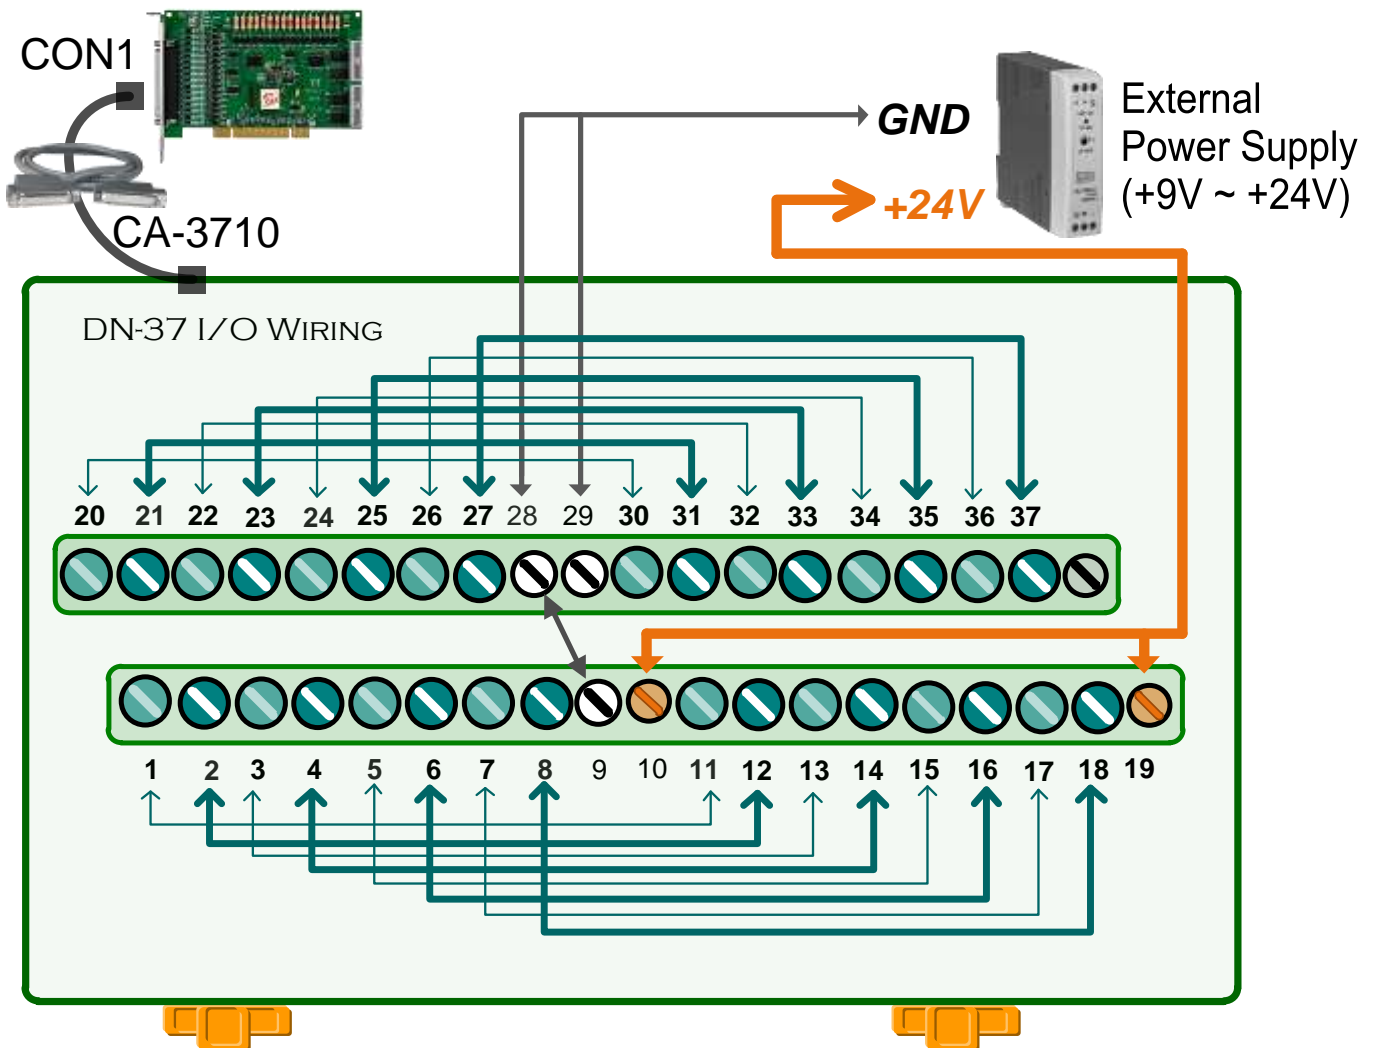 CON1
GND
External
Power Supply
(+9V ~ +24V)
+24V
CA-3710
DN-37 I/O WIRING
20 21 22 23 24 25 26 27 28 29 30 31 32 33 34 35 36 37
1 2 3 4 5 6 7 8 9 10 11 12 13 14 15 16 17 18 19